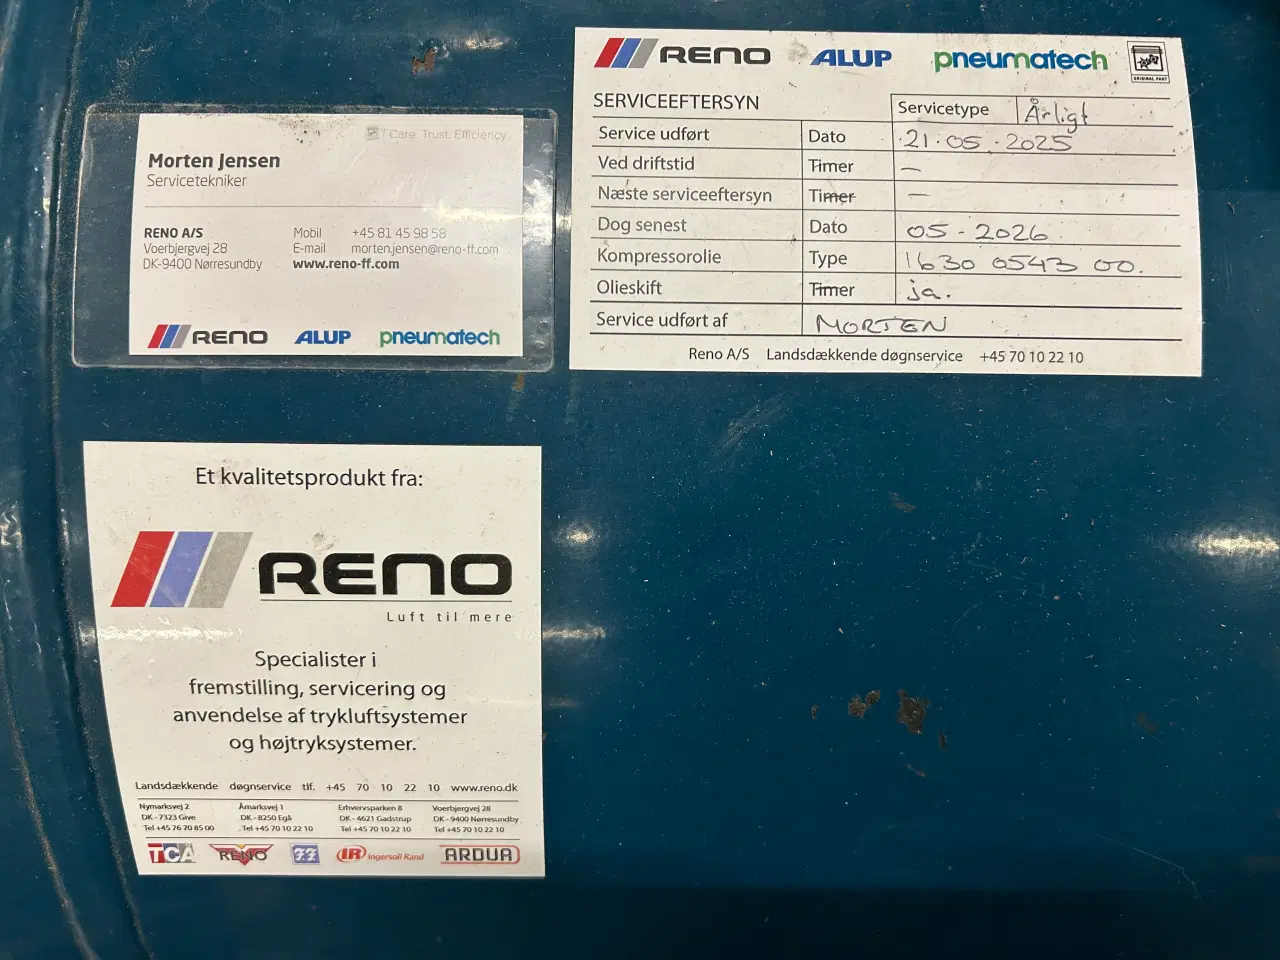 Care. Trust. Efficiency
Morten Jensen
Servicetekniker
RENO A/S Mobil +45 81 45 98 58
Voerbjergvej 28 E-mail morten.jensen@reno-ff.com
DK-9400 Nørresundby www.reno-ff.com
RENO ALUP pneumatech
RENO ALUP pneumatech ORIGINAL PART
SERVICEEFTERSYN Servicetype Årligt
Service udført Dato 21.05.2025
Ved driftstid Timer —
Næste serviceeftersyn Timer —
Dog senest Dato 05-2026
Kompressorolie Type 1630 0543 00.
Olieskift Timer ja.
Service udført af MORTEN
Reno A/S Landsdækkende døgnservice +45 70 10 22 10
Et kvalitetsprodukt fra:
RENO
Luft til mere
Specialister i
fremstilling, servicering og
anvendelse af trykluftsystemer
og højtryksystemer.
Landsdækkende døgnservice tlf. +45 70 10 22 10 www.reno.dk
Nymarksvej 2 Åmarksvej 1 Erhvervsparken 8 Voerbjergvej 28
DK - 7323 Give DK - 8250 Egå DK - 4621 Gadstrup DK - 9400 Nørresundby
Tel +45 76 70 85 00 Tel +45 70 10 22 10 Tel +45 70 10 22 10 Tel +45 70 10 22 10
TCA RENO FF IR Ingersoll Rand ARDUA